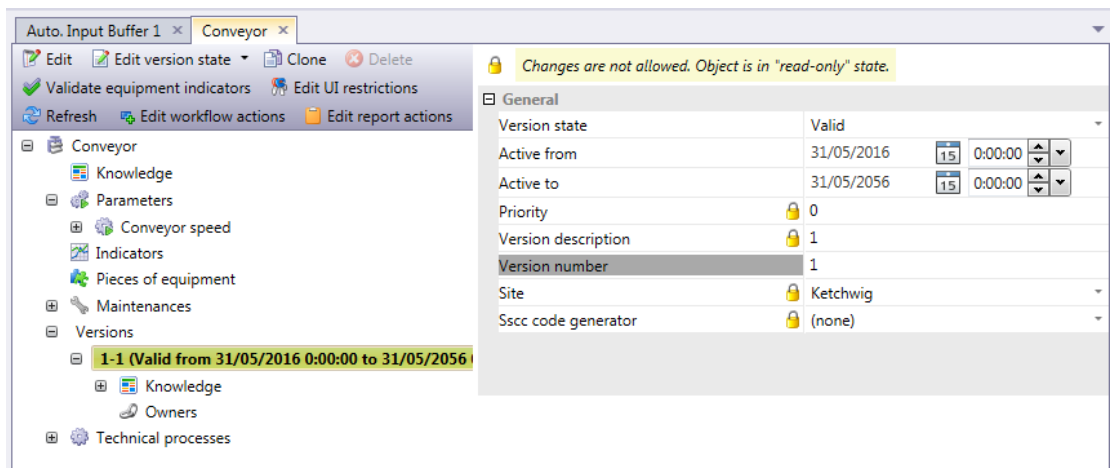 Auto. Input Buffer 1 × Conveyor ×
Edit Edit version state Clone Delete
Validate equipment indicators Edit UI restrictions
Refresh Edit workflow actions Edit report actions
Conveyor
Knowledge
Parameters
Conveyor speed
Indicators
Pieces of equipment
Maintenances
Versions
1-1 (Valid from 31/05/2016 0:00:00 to 31/05/2056
Knowledge
Owners
Technical processes
Changes are not allowed. Object is in "read-only" state.
General
Version state Valid
Active from 31/05/2016 15 0:00:00
Active to 31/05/2056 15 0:00:00
Priority 0
Version description 1
Version number 1
Site Ketchwig
Sscc code generator (none)